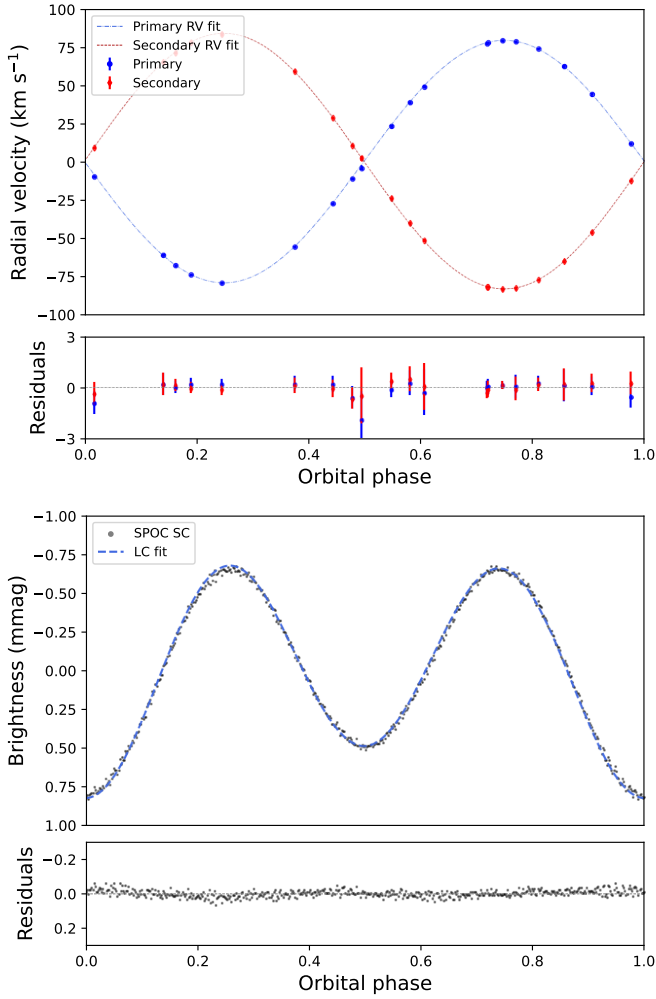 100
75
50
25
0
−25
−50
−75
−100
Radial velocity (km s⁻¹)
Primary RV fit
Secondary RV fit
Primary
Secondary
3
0
−3
Residuals
0.0 0.2 0.4 0.6 0.8 1.0
Orbital phase
−1.00
−0.75
−0.50
−0.25
0.00
0.25
0.50
0.75
1.00
Brightness (mmag)
SPOC SC
LC fit
−0.2
0.0
0.2
Residuals
0.0 0.2 0.4 0.6 0.8 1.0
Orbital phase